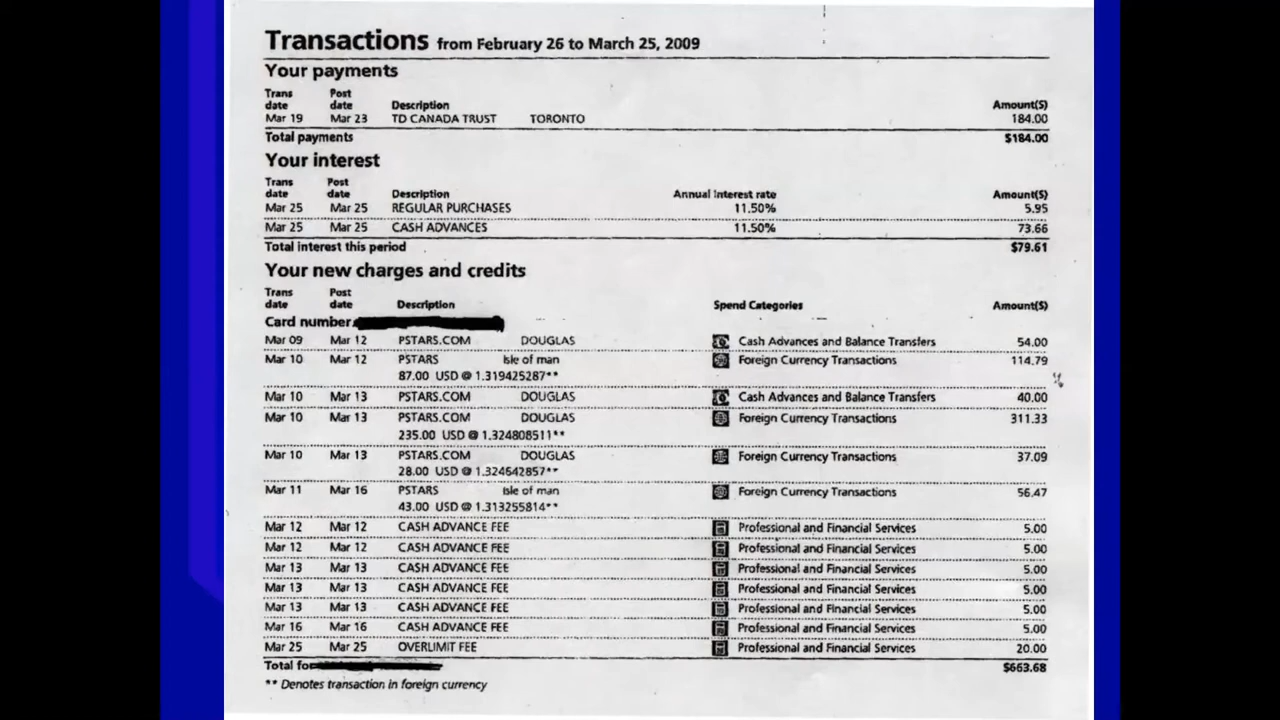 Transactions from February 26 to March 25, 2009
Your payments
Trans date Post date Description Amount($)
Mar 19 Mar 23 TD CANADA TRUST TORONTO 184.00
Total payments $184.00
Your interest
Trans date Post date Description Annual interest rate Amount($)
Mar 25 Mar 25 REGULAR PURCHASES 11.50% 5.95
Mar 25 Mar 25 CASH ADVANCES 11.50% 73.66
Total interest this period $79.61
Your new charges and credits
Trans date Post date Description Spend Categories Amount($)
Card number
Mar 09 Mar 12 PSTARS.COM DOUGLAS Cash Advances and Balance Transfers 54.00
Mar 10 Mar 12 PSTARS Isle of man Foreign Currency Transactions 114.79
87.00 USD @ 1.319425287**
Mar 10 Mar 13 PSTARS.COM DOUGLAS Cash Advances and Balance Transfers 40.00
Mar 10 Mar 13 PSTARS.COM DOUGLAS Foreign Currency Transactions 311.33
235.00 USD @ 1.324808511**
Mar 10 Mar 13 PSTARS.COM DOUGLAS Foreign Currency Transactions 37.09
28.00 USD @ 1.324642857**
Mar 11 Mar 16 PSTARS Isle of man Foreign Currency Transactions 56.47
43.00 USD @ 1.313255814**
Mar 12 Mar 12 CASH ADVANCE FEE Professional and Financial Services 5.00
Mar 12 Mar 12 CASH ADVANCE FEE Professional and Financial Services 5.00
Mar 13 Mar 13 CASH ADVANCE FEE Professional and Financial Services 5.00
Mar 13 Mar 13 CASH ADVANCE FEE Professional and Financial Services 5.00
Mar 13 Mar 13 CASH ADVANCE FEE Professional and Financial Services 5.00
Mar 16 Mar 16 CASH ADVANCE FEE Professional and Financial Services 5.00
Mar 25 Mar 25 OVERLIMIT FEE Professional and Financial Services 20.00
Total for $663.68
** Denotes transaction in foreign currency